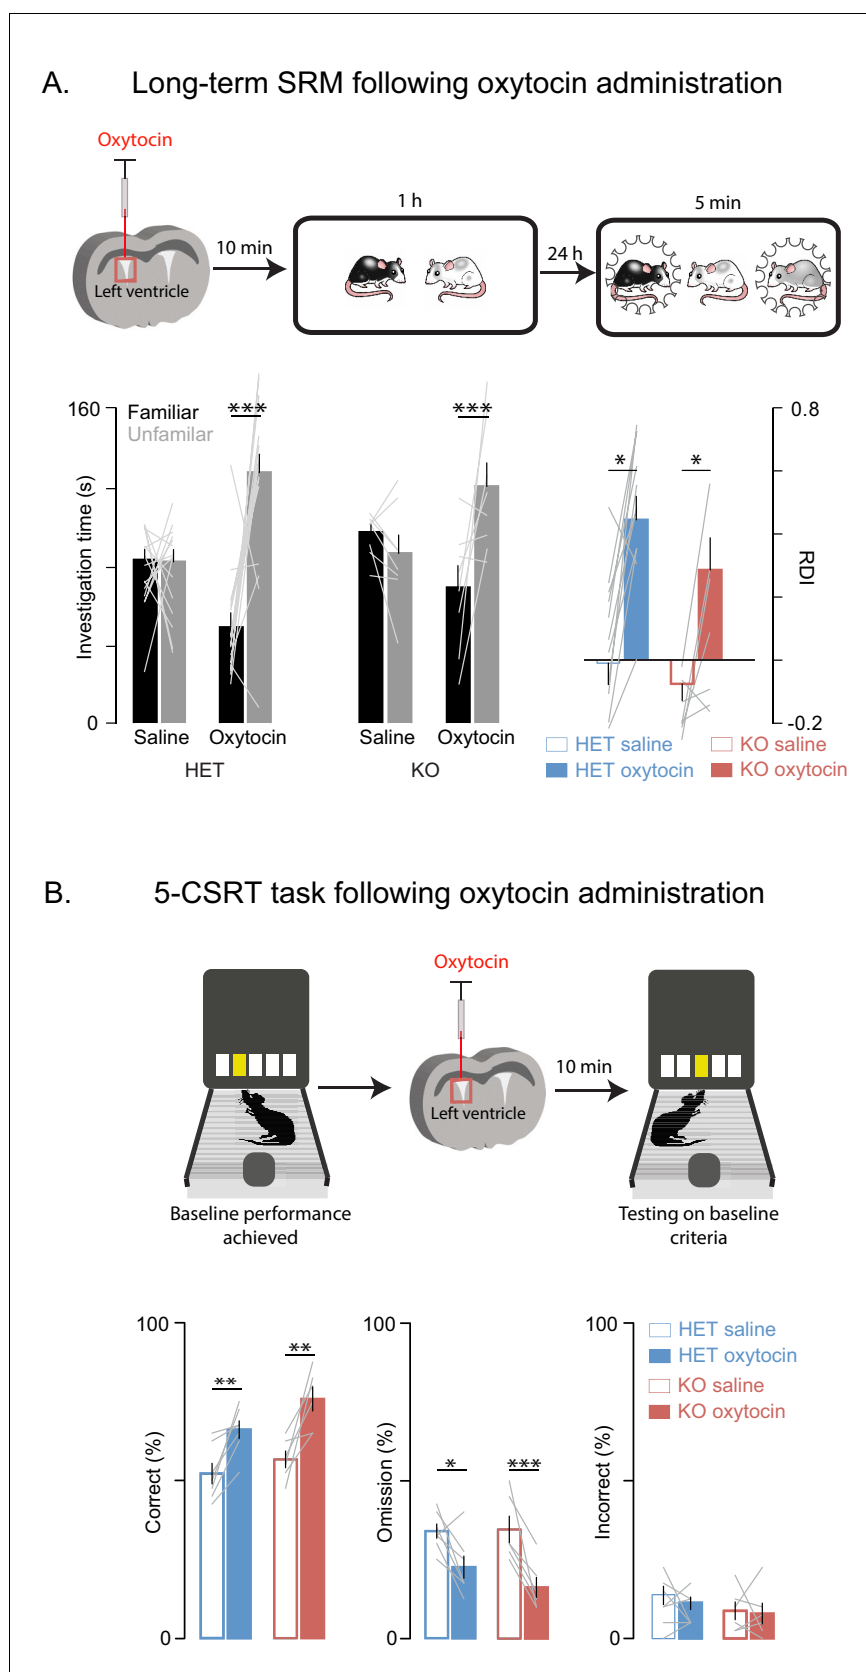 A. Long-term SRM following oxytocin administration
Oxytocin
10 min
1 h
24 h
5 min
Left ventricle
160
Familiar
Unfamilar
***
***
*
*
0.8
Investigation time (s)
RDI
0
-0.2
Saline
Oxytocin
Saline
Oxytocin
HET
KO
HET saline
KO saline
HET oxytocin
KO oxytocin
B. 5-CSRT task following oxytocin administration
Oxytocin
10 min
Left ventricle
Baseline performance
achieved
Testing on baseline
criteria
100
**
**
Correct (%)
0
100
*
***
Omission (%)
0
100
HET saline
HET oxytocin
KO saline
KO oxytocin
Incorrect (%)
0